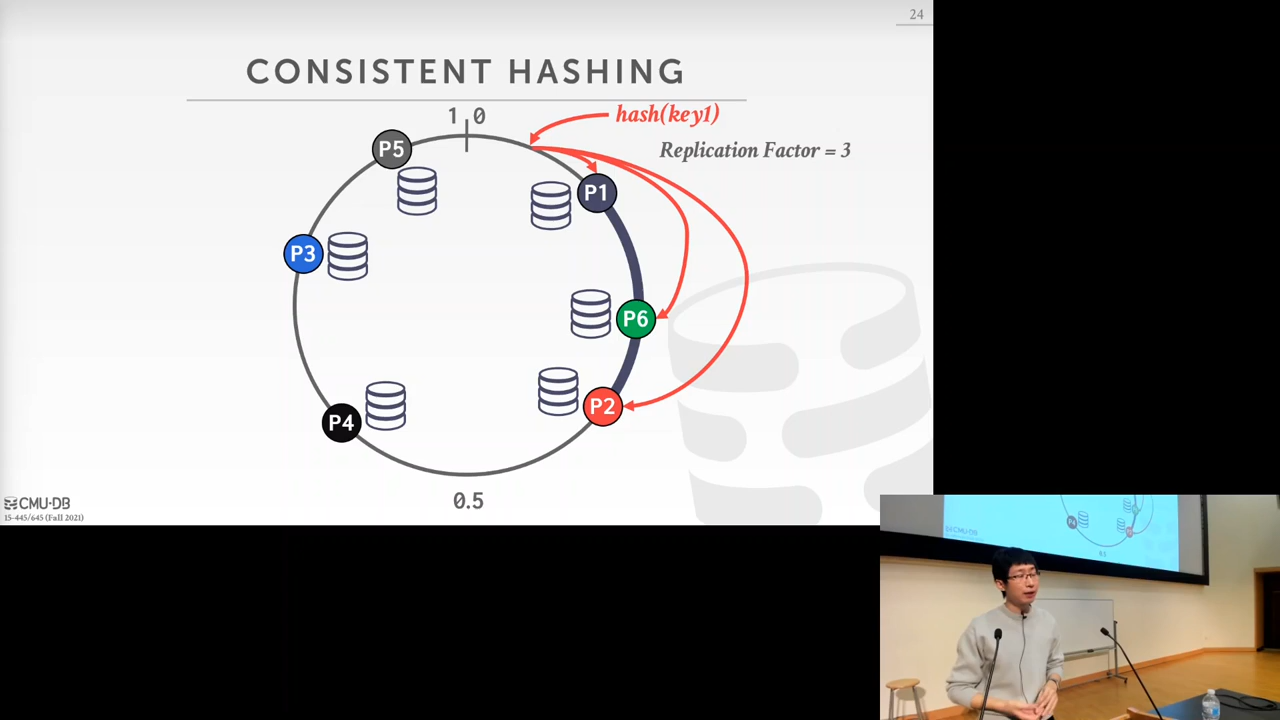 24
CONSISTENT HASHING
1 0
hash(key1)
Replication Factor = 3
P5
P1
P3
P6
P2
P4
0.5
CMU·DB
15-445/645 (Fall 2021)